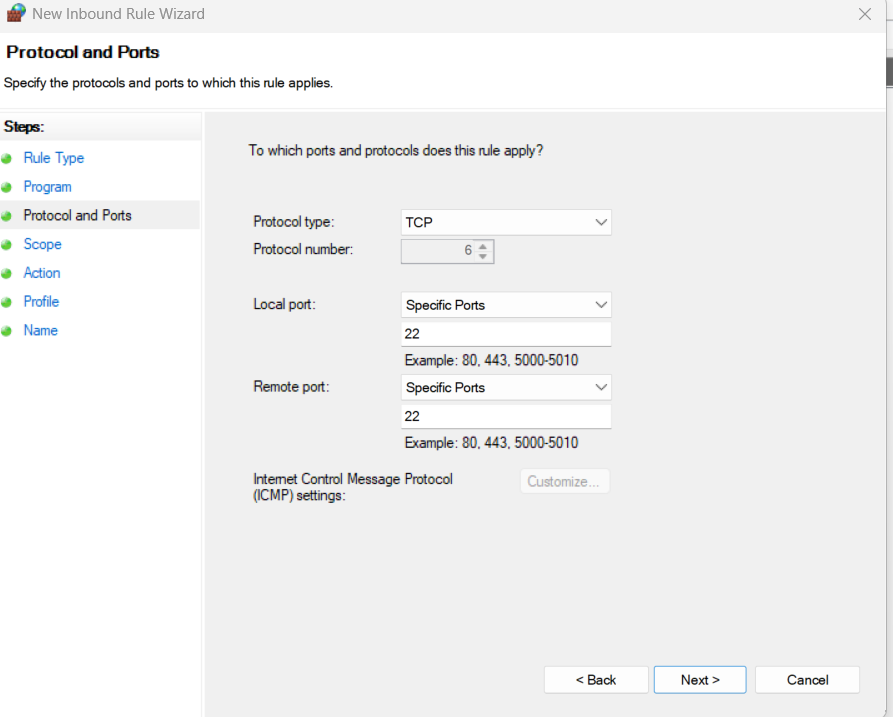 New Inbound Rule Wizard
Protocol and Ports
Specify the protocols and ports to which this rule applies.
Steps:
Rule Type
Program
Protocol and Ports
Scope
Action
Profile
Name
To which ports and protocols does this rule apply?
Protocol type: TCP
Protocol number: 6
Local port: Specific Ports
22
Example: 80, 443, 5000-5010
Remote port: Specific Ports
22
Example: 80, 443, 5000-5010
Internet Control Message Protocol
(ICMP) settings:
Customize...
< Back Next > Cancel